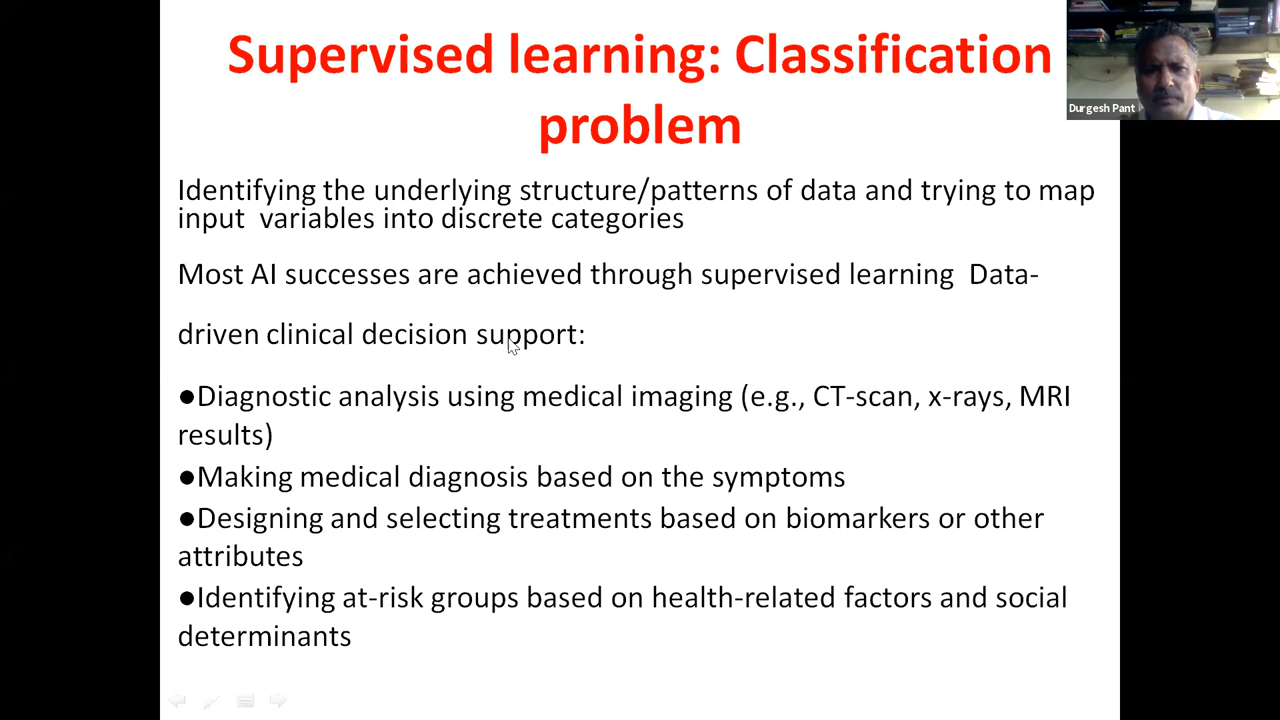 Supervised learning: Classification
problem
Durgesh Pant
Identifying the underlying structure/patterns of data and trying to map
input variables into discrete categories
Most AI successes are achieved through supervised learning Data-
driven clinical decision support:
●Diagnostic analysis using medical imaging (e.g., CT-scan, x-rays, MRI
results)
●Making medical diagnosis based on the symptoms
●Designing and selecting treatments based on biomarkers or other
attributes
●Identifying at-risk groups based on health-related factors and social
determinants